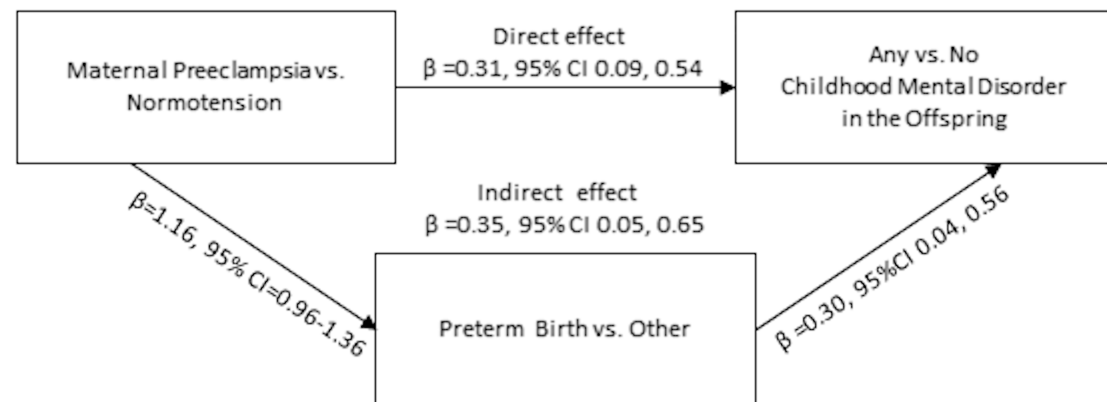 Maternal Preeclampsia vs.
Normotension
Direct effect
β =0.31, 95% CI 0.09, 0.54
Any vs. No
Childhood Mental Disorder
in the Offspring
β=1.16, 95% CI=0.96-1.36
Indirect effect
β =0.35, 95% CI 0.05, 0.65
Preterm Birth vs. Other
β =0.30, 95%CI 0.04, 0.56